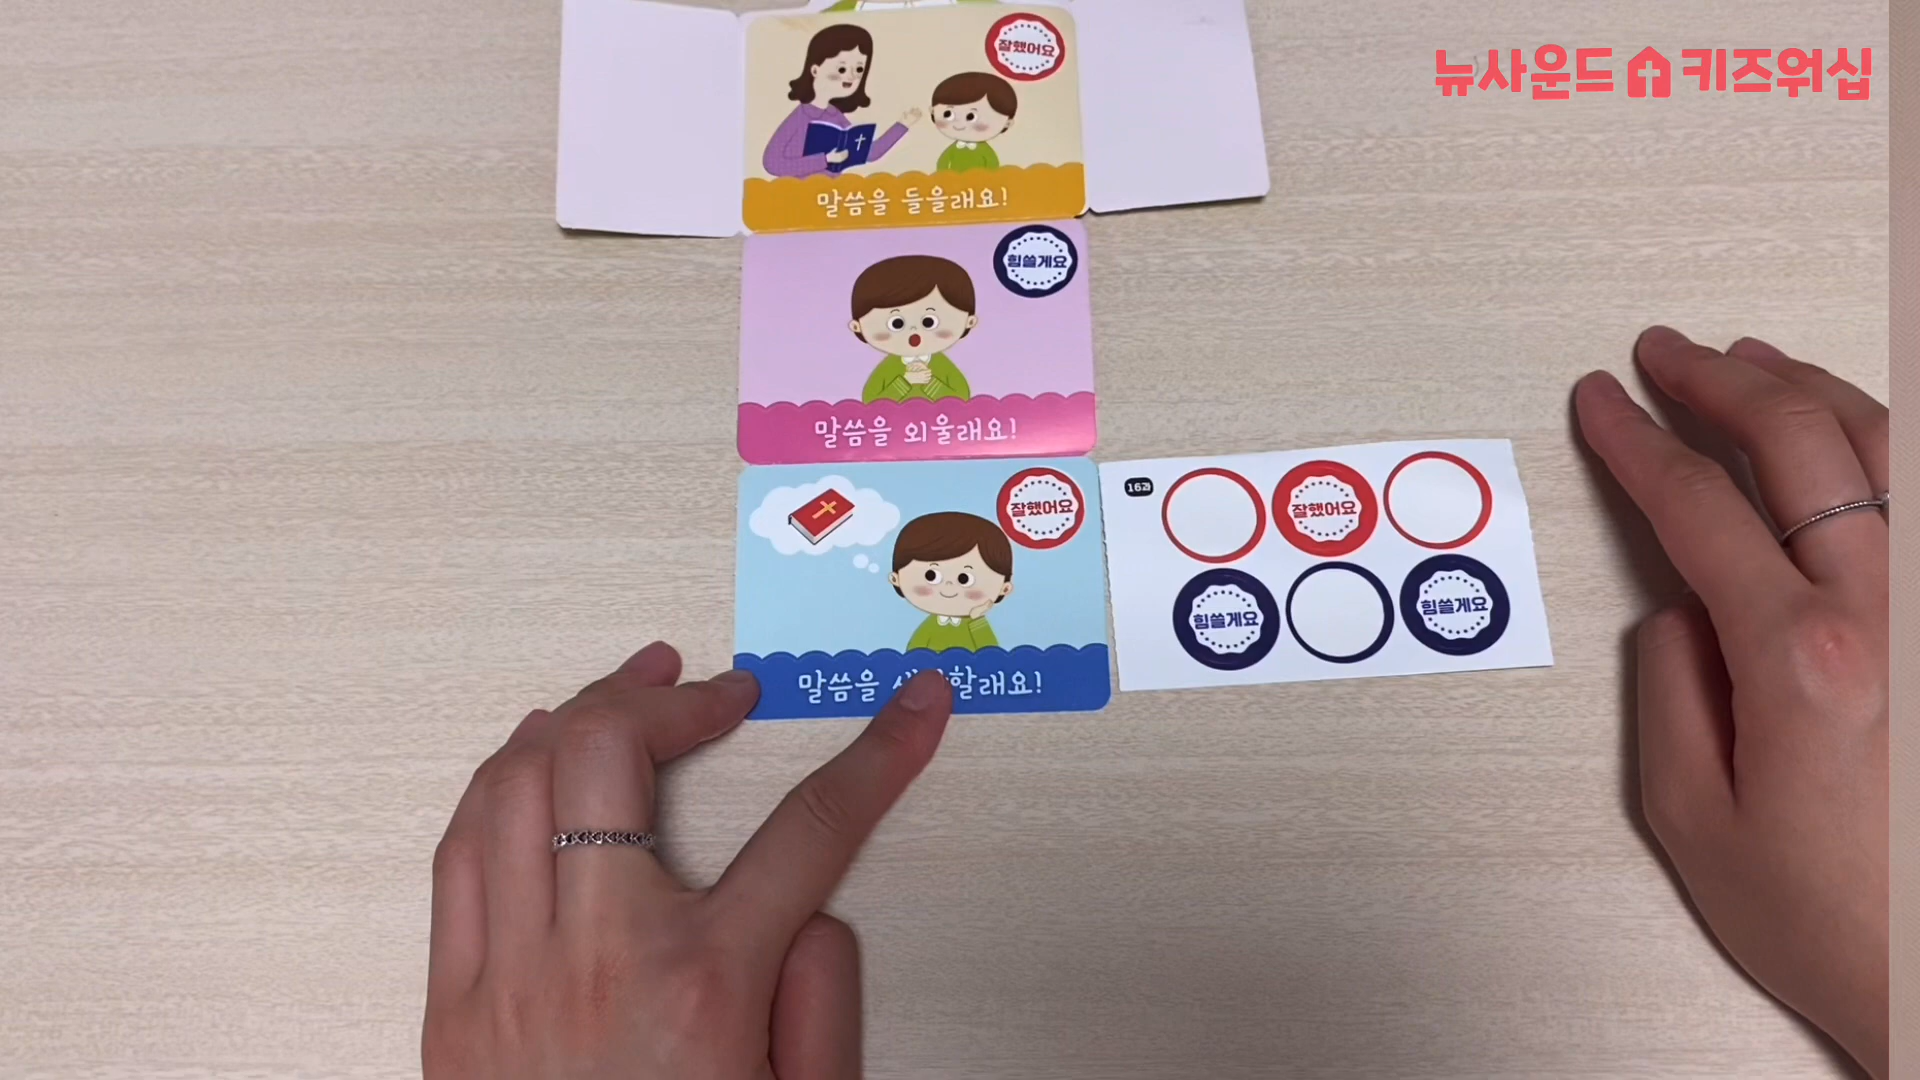 뉴사운드 키즈워십
잘했어요
말씀을 들을래요!
힘쓸게요
말씀을 외울래요!
잘했어요
말씀을 할래요!
16과
잘했어요
힘쓸게요
힘쓸게요